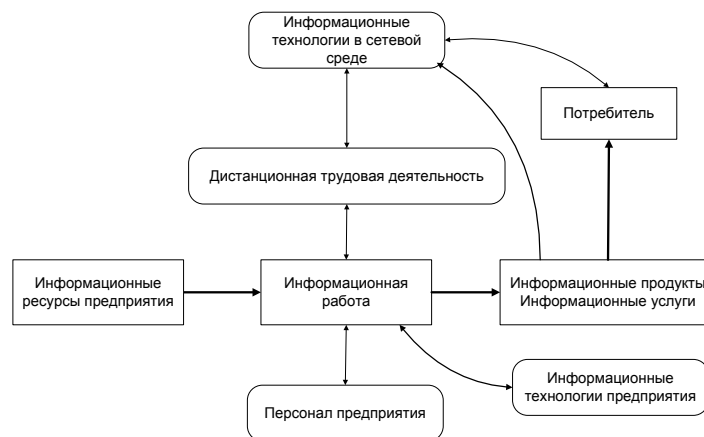 Информационные
технологии в сетевой
среде
Потребитель
Дистанционная трудовая деятельность
Информационные
ресурсы предприятия
Информационная
работа
Информационные продукты
Информационные услуги
Информационные
технологии предприятия
Персонал предприятия